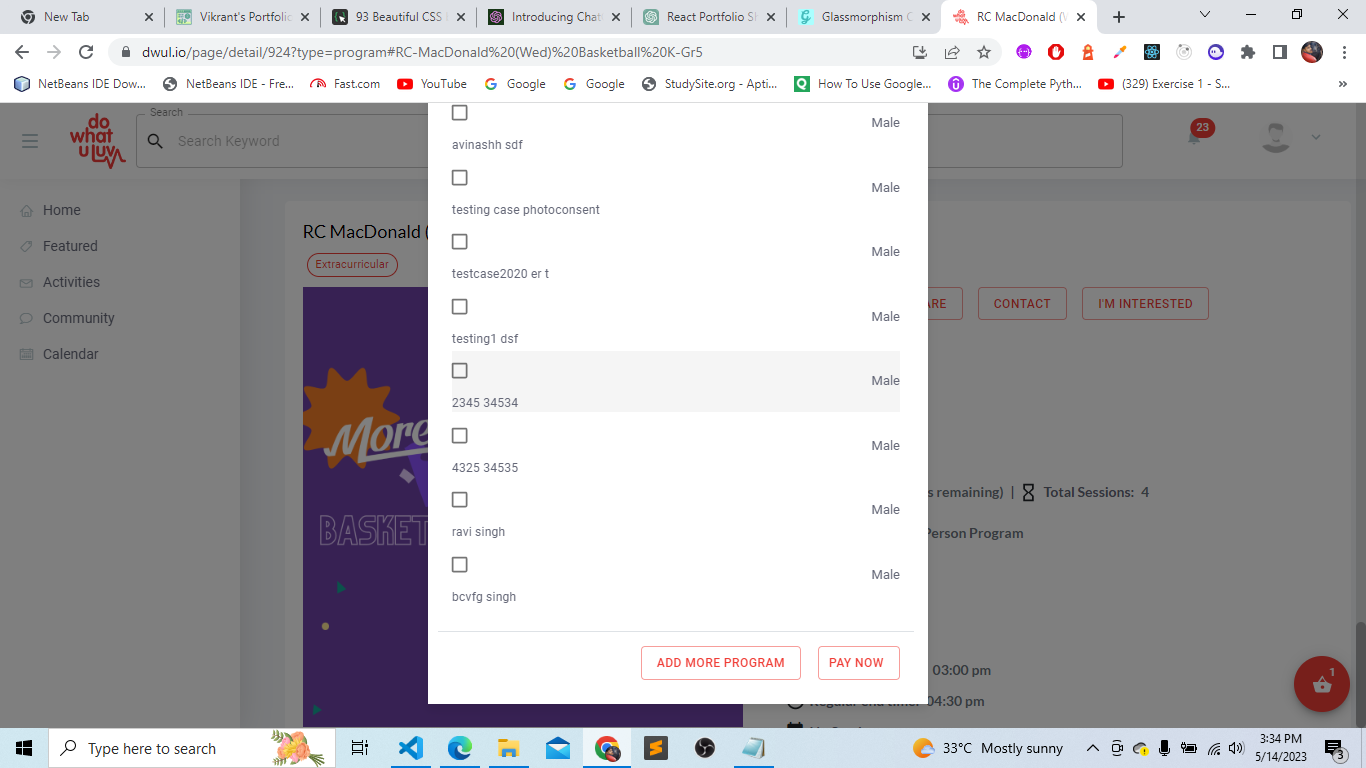 New Tab
Vikrant's Portfolic
93 Beautiful CSS
Introducing Chat
React Portfolio Sh
Glassmorphism C
RC MacDonald (V
dwul.io/page/detail/924?type=program#RC-MacDonald%20(Wed)%20Basketball%20K-Gr5
NetBeans IDE Dow...
NetBeans IDE - Fre...
Fast.com
YouTube
Google
Google
StudySite.org - Apti...
How To Use Google...
The Complete Pyth...
(329) Exercise 1 - S...
»
do what u Luv
Search
Search Keyword
23
Home
Featured
Activities
Community
Calendar
RC MacDonald (
Extracurricular
More
BASKET
Male
avinashh sdf
Male
testing case photoconsent
Male
testcase2020 er t
Male
testing1 dsf
Male
2345 34534
Male
4325 34535
Male
ravi singh
Male
bcvfg singh
ADD MORE PROGRAM
PAY NOW
ARE
CONTACT
I'M INTERESTED
s remaining) | Total Sessions: 4
Person Program
03:00 pm
Regular end time: 04:30 pm
1
Type here to search
33°C Mostly sunny
3:34 PM
5/14/2023
3